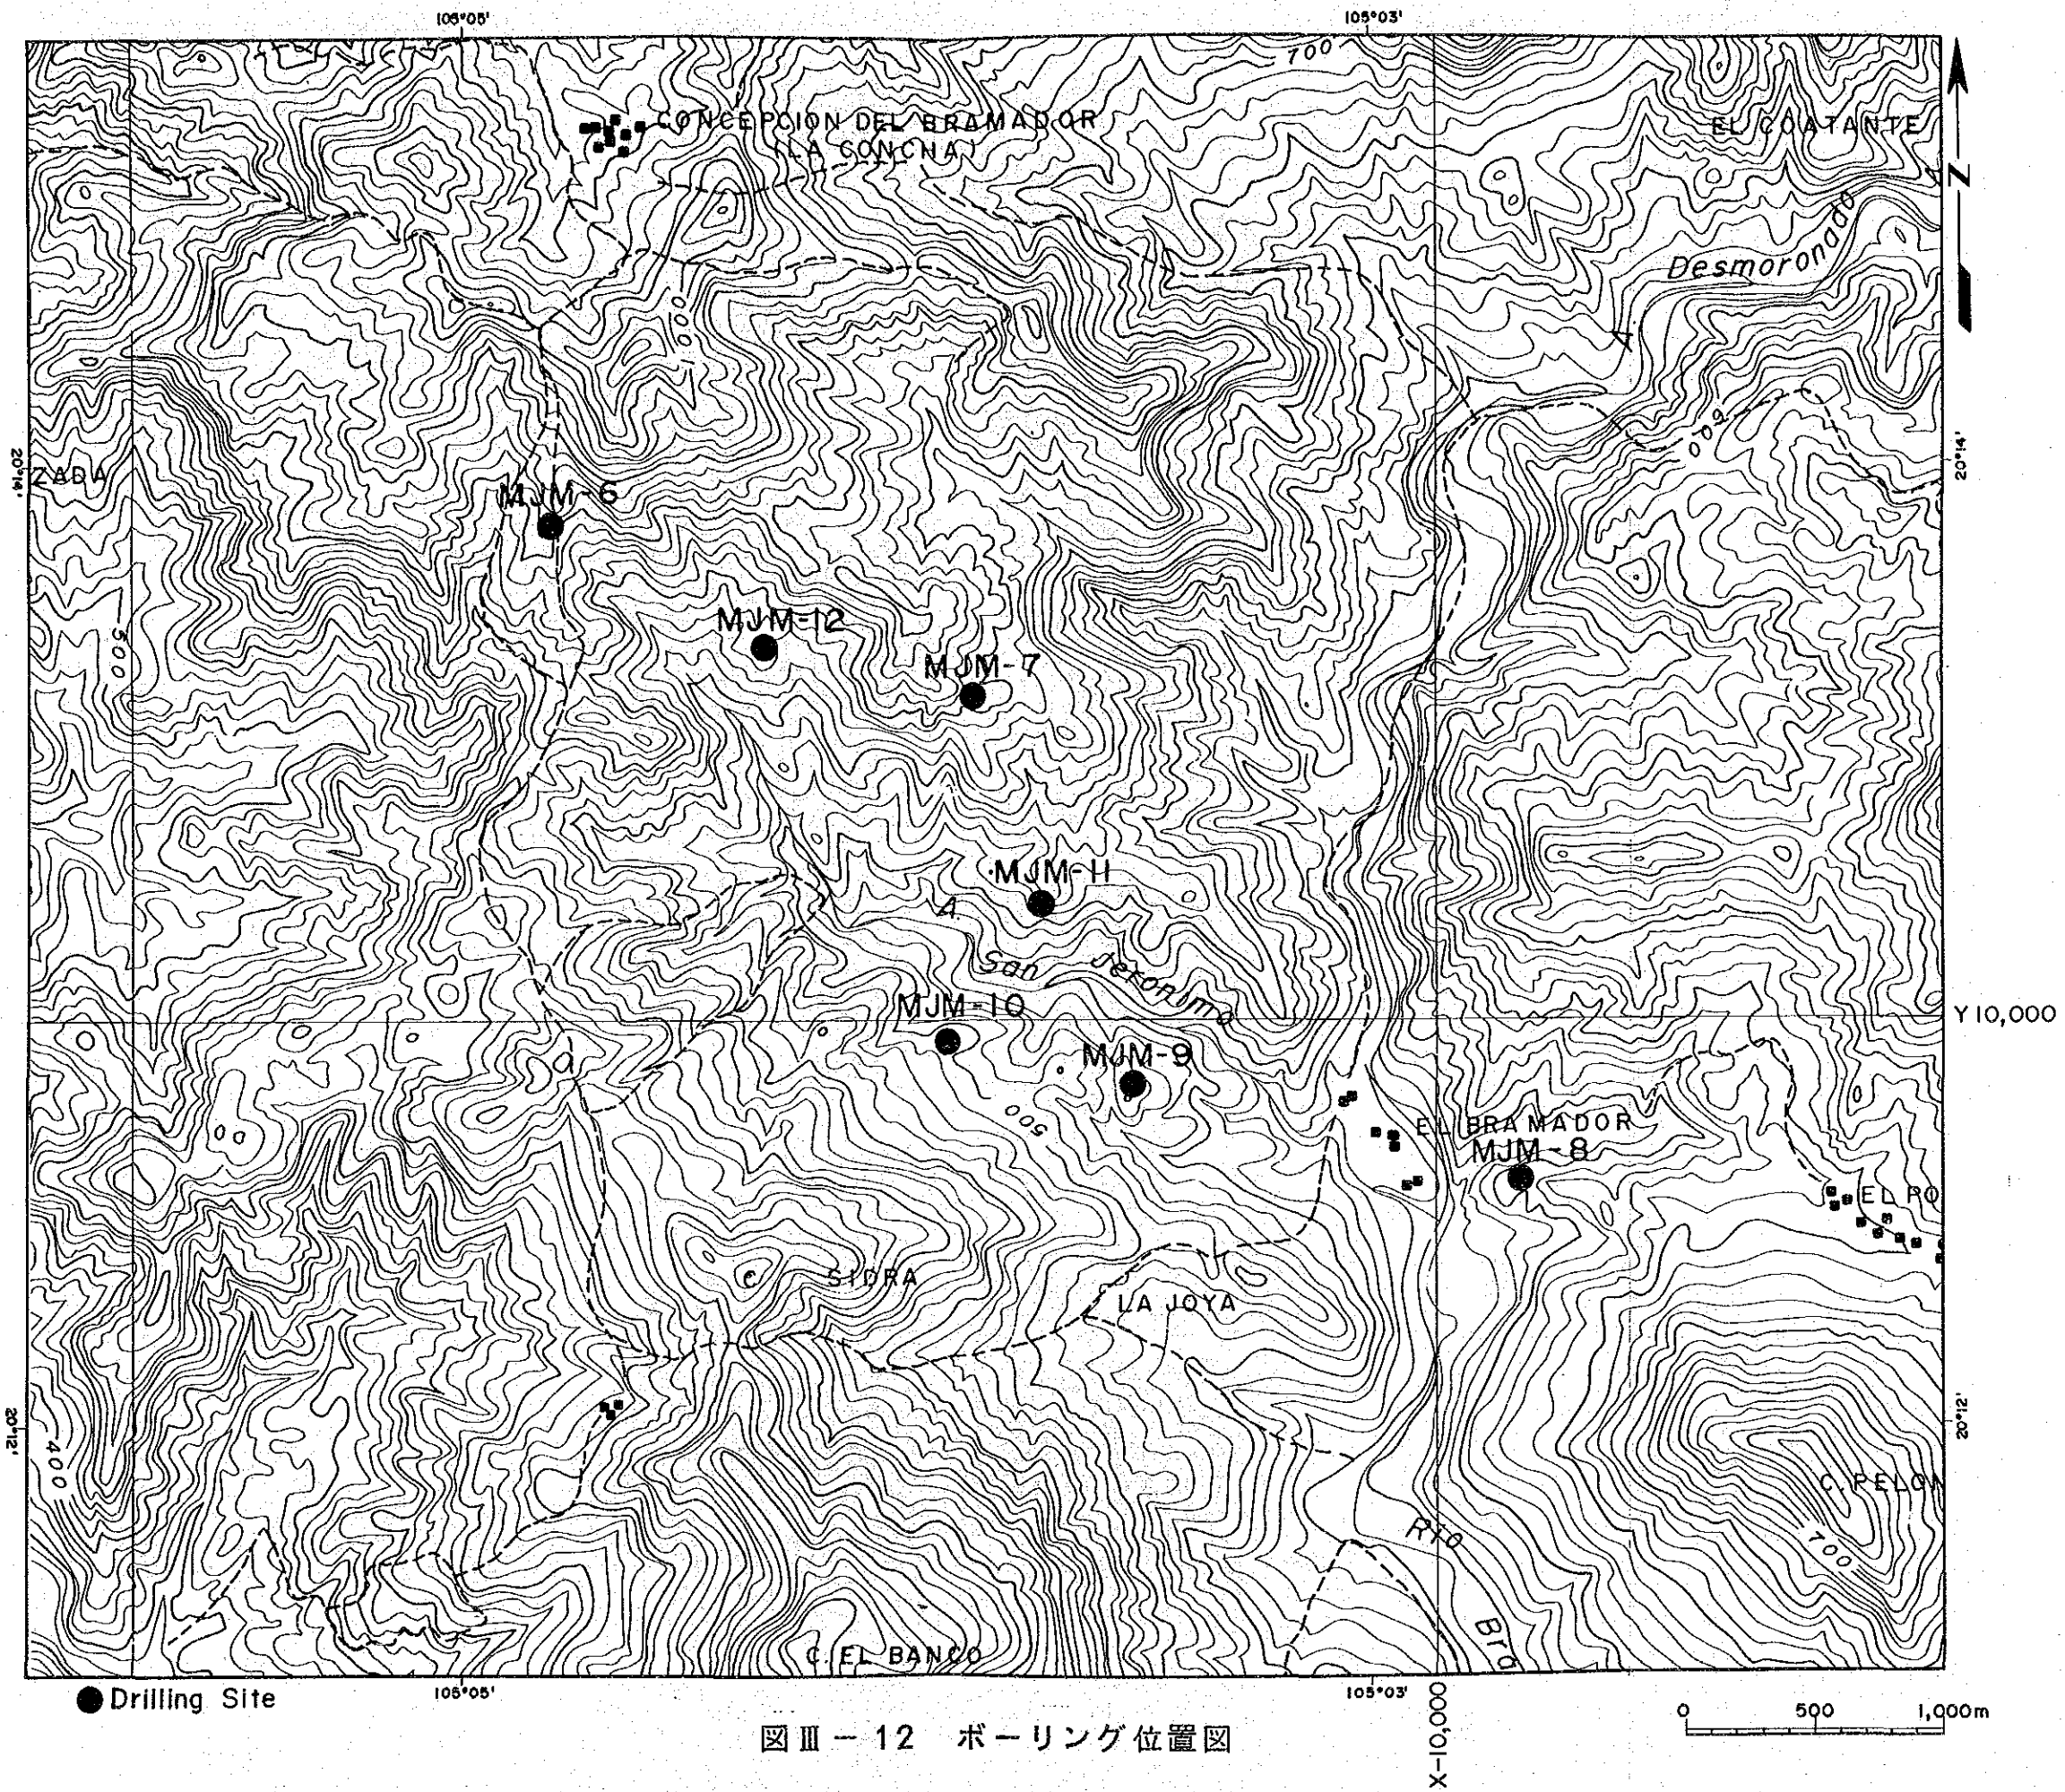 105°05'
105°03'
700
CONCEPCION DEL BRAMADOR
(LA CONCHA)
EL COATANTE
N
Desmoronado
A.
1000
600
20°14'
20°14'
ZADA
MJM-6
500
MJM-12
MJM-7
MJM-11
A
San Jeronimo
MJM-10
Y10,000
MJM-9
500
EL BRAMADOR
MJM-8
EL PO
C SIDRA
LA JOYA
20°12'
20°12'
400
C. PELON
700
Rio
Bra
C. EL BANCO
Drilling Site
105°05'
105°03'
X-10,000
0 500 1,000m
図Ⅲ-12 ボーリング位置図